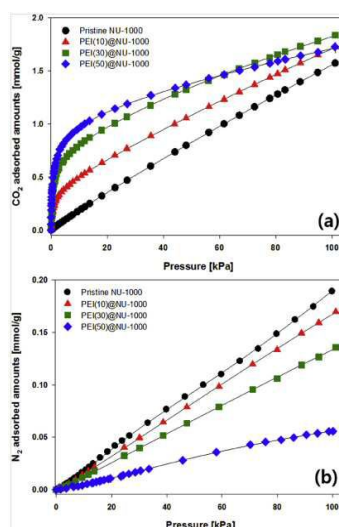 2.0
1.5
1.0
0.5
0.0
CO2 adsorbed amounts [mmol/g]
Pristine NU-1000
PEI(10)@NU-1000
PEI(30)@NU-1000
PEI(50)@NU-1000
(a)
0 20 40 60 80 100
Pressure [kPa]
0.20
0.15
0.10
0.05
0.00
N2 adsorbed amounts [mmol/g]
Pristine NU-1000
PEI(10)@NU-1000
PEI(30)@NU-1000
PEI(50)@NU-1000
(b)
0 20 40 60 80 100
Pressure [kPa]